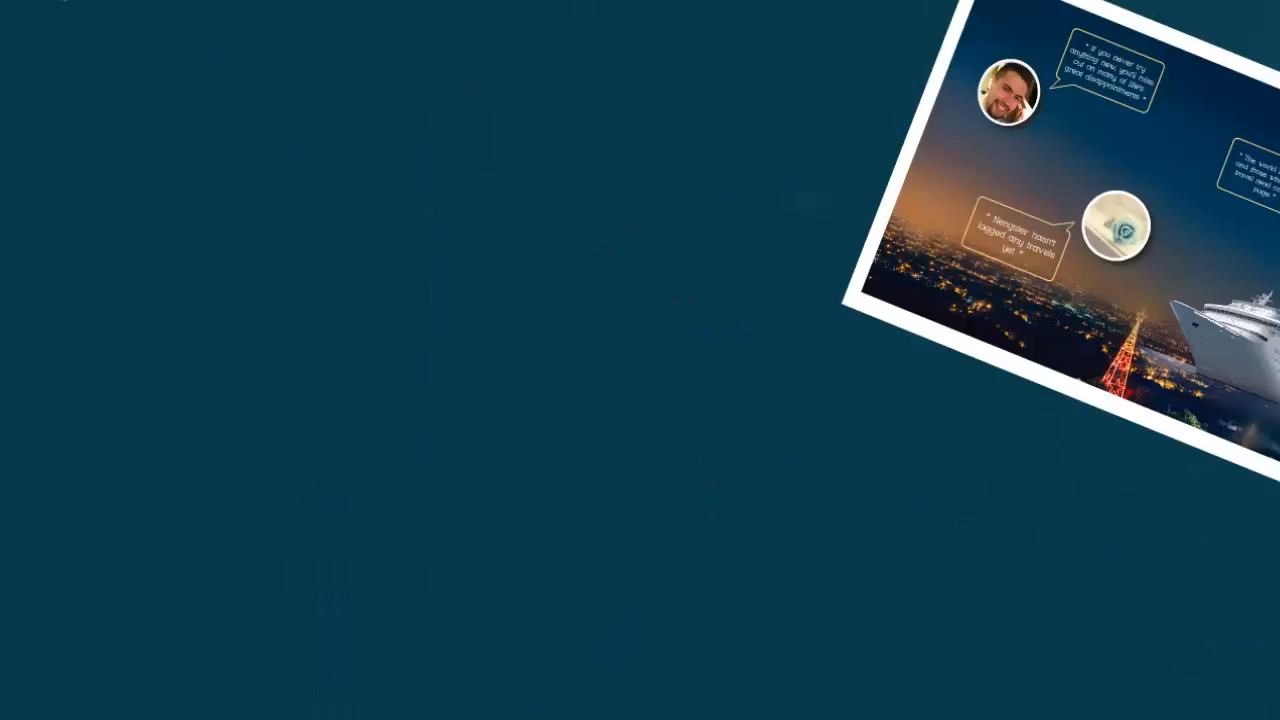 " If you never try
anything new, you'll miss
out on many of life's
great disappointments "
" The world
and those who
travel read
page "
" Nengster hasn't
logged any travels
yet "